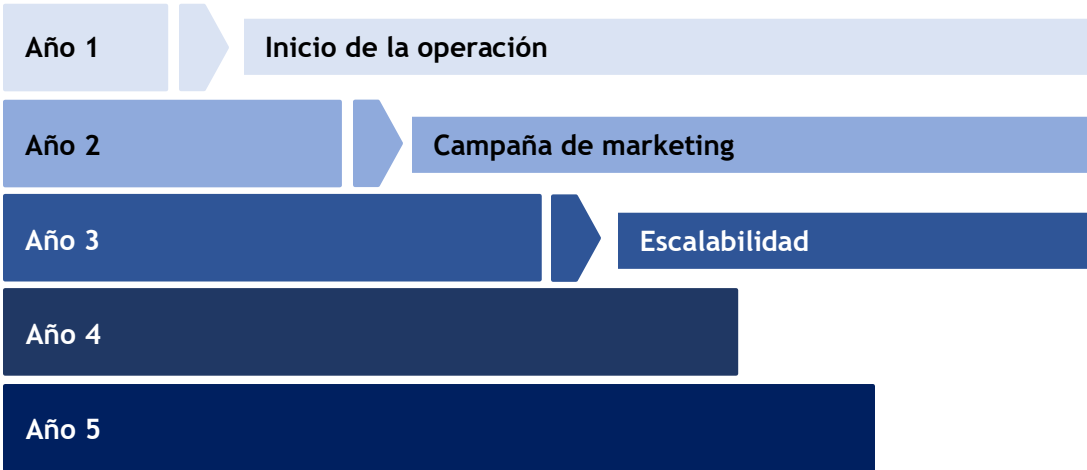 Año 1
Inicio de la operación
Año 2
Campaña de marketing
Año 3
Escalabilidad
Año 4
Año 5